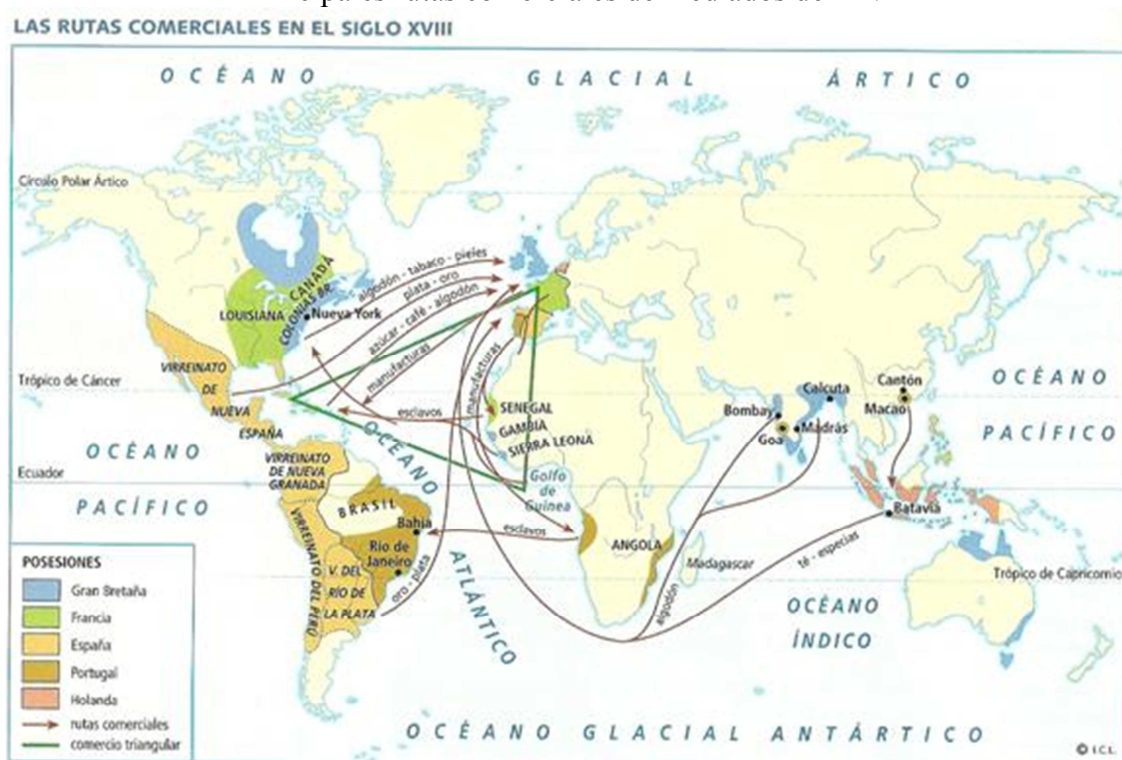 LAS RUTAS COMERCIALES EN EL SIGLO XVIII
OCÉANO GLACIAL ÁRTICO
Círculo Polar Ártico
CANADÁ
LOUISIANA
COLONIAS BR.
Nueva York
algodón - tabaco - pieles
plata - oro
azúcar - café - algodón
manufacturas
manufacturas
Trópico de Cáncer
VIRREINATO
DE
NUEVA
ESPAÑA
esclavos
SENEGAL
GAMBIA
SIERRA LEONA
Calcuta
Bombay
Goa
Madrás
Cantón
Macao
OCÉANO
PACÍFICO
OCÉANO
PACÍFICO
Ecuador
OCÉANO
ATLÁNTICO
VIRREINATO
DE NUEVA
GRANADA
Golfo
de
Guinea
BRASIL
Bahía
esclavos
ANGOLA
Madagascar
Batavia
VIRREINATO DEL PERÚ
Río de
Janeiro
V. DEL
RÍO DE
LA PLATA
oro - plata
algodón
té - especias
OCÉANO
ÍNDICO
Trópico de Capricornio
POSESIONES
Gran Bretaña
Francia
España
Portugal
Holanda
rutas comerciales
comercio triangular
OCÉANO GLACIAL ANTÁRTICO
© I.C.L.